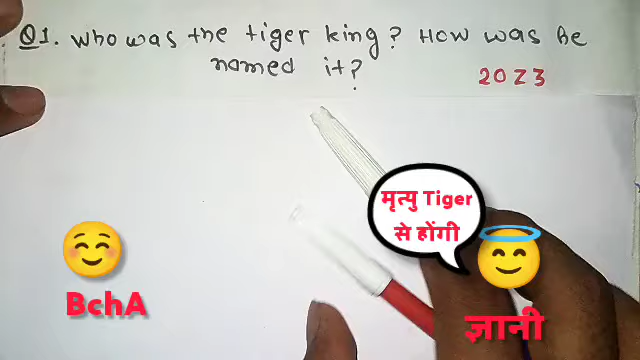 Q1. Who was the tiger king? How was he
named it?
2023
मृत्यु Tiger
से होंगी
BchA
ज्ञानी